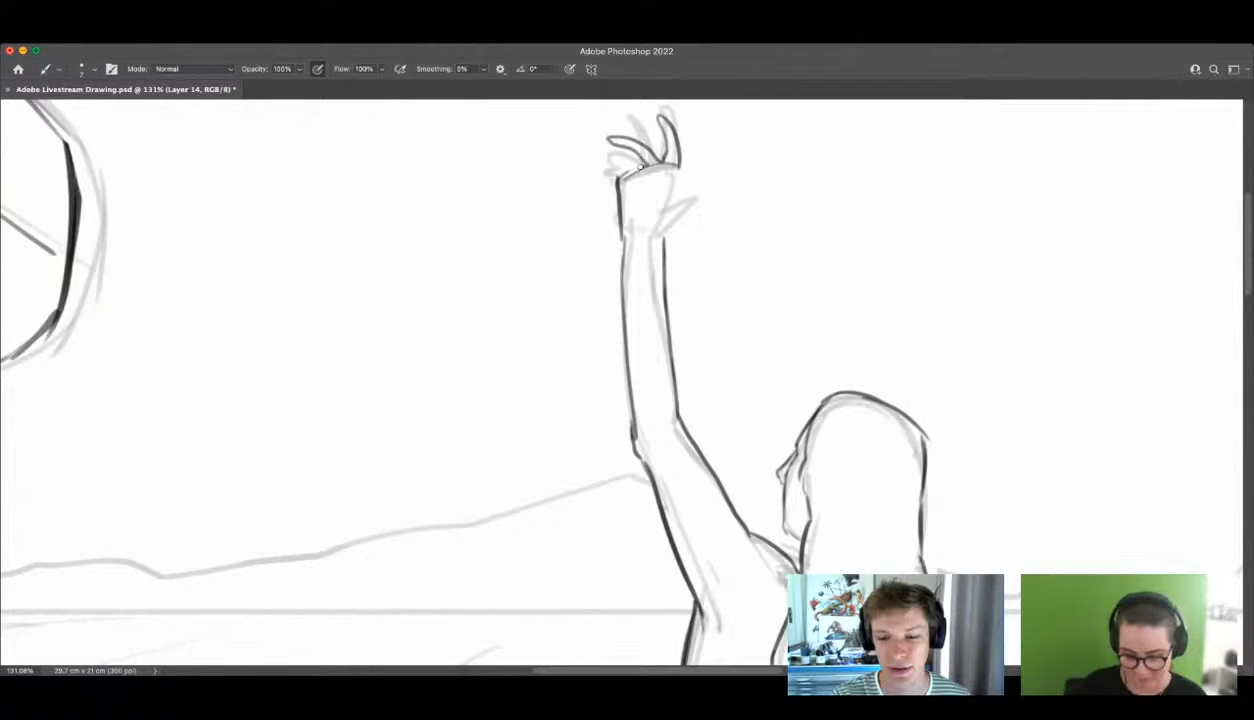 Adobe Photoshop 2022
Mode: Normal Opacity: 100% Flow: 100% Smoothing: 0% 0°
× Adobe Livestream Drawing.psd @ 131% (Layer 14, RGB/8) *
131.08% 29.7 cm x 21 cm (300 ppi)